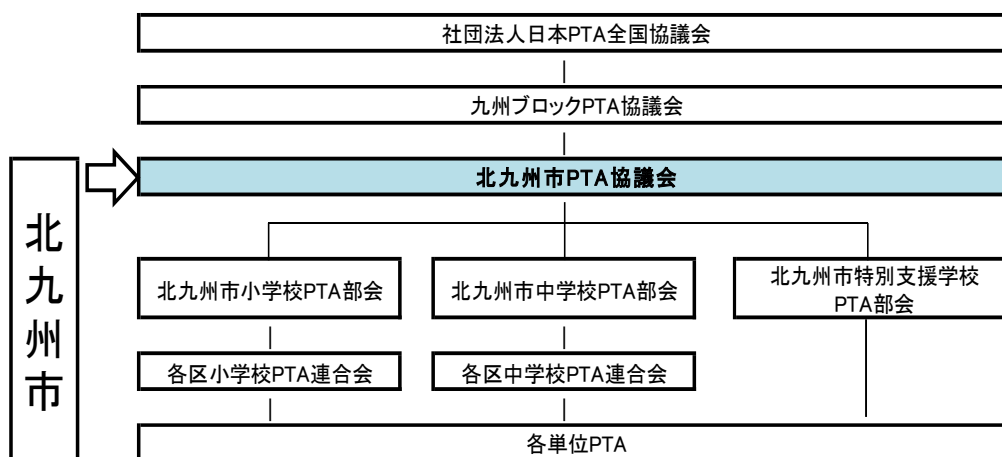 社団法人日本PTA全国協議会
九州ブロックPTA協議会
北九州市PTA協議会
北九州市
北九州市小学校PTA部会
北九州市中学校PTA部会
北九州市特別支援学校
PTA部会
各区小学校PTA連合会
各区中学校PTA連合会
各単位PTA